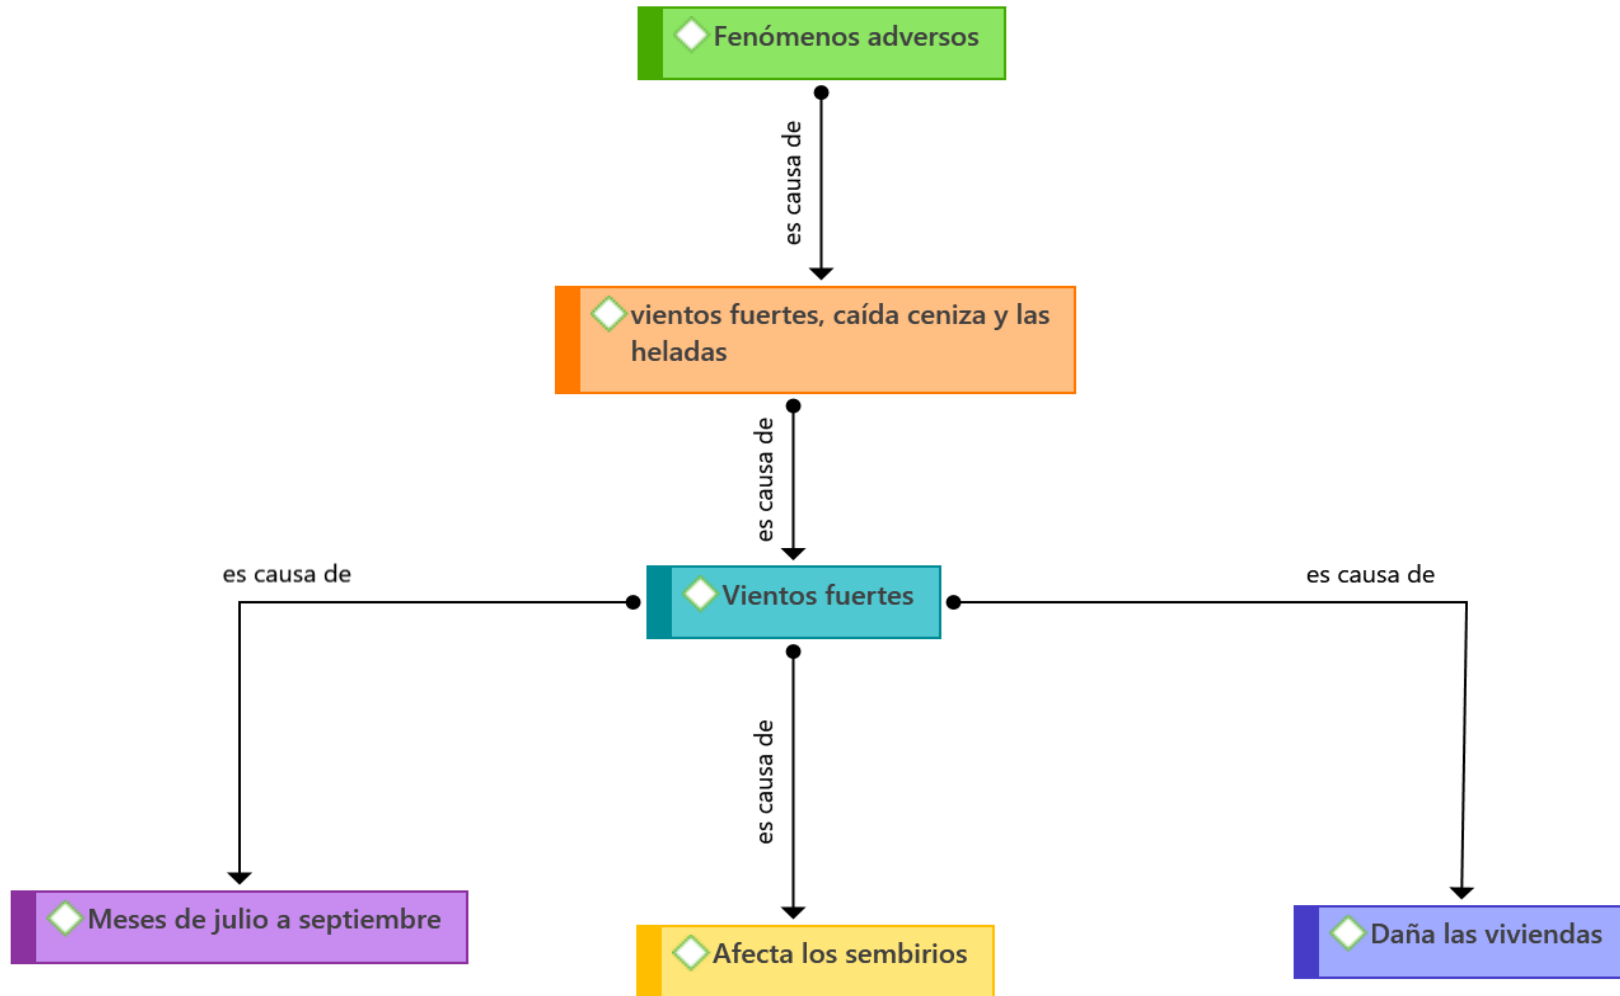 Fenómenos adversos
es causa de
vientos fuertes, caída ceniza y las
heladas
es causa de
Vientos fuertes
es causa de
es causa de
es causa de
Meses de julio a septiembre
Afecta los sembirios
Daña las viviendas